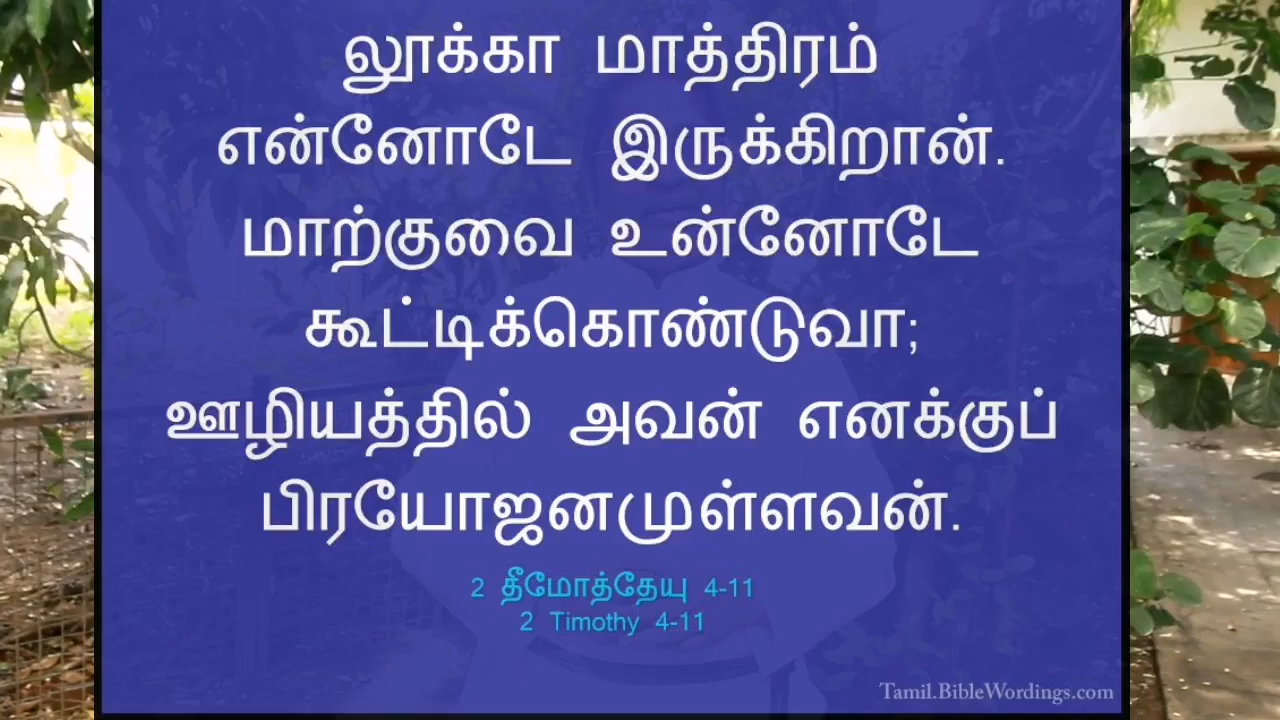 லூக்கா மாத்திரம்
என்னோடே இருக்கிறான்.
மாற்குவை உன்னோடே
கூட்டிக்கொண்டுவா;
ஊழியத்தில் அவன் எனக்குப்
பிரயோஜனமுள்ளவன்.
2 தீமோத்தேயு 4-11
2 Timothy 4-11
Tamil.BibleWordings.com